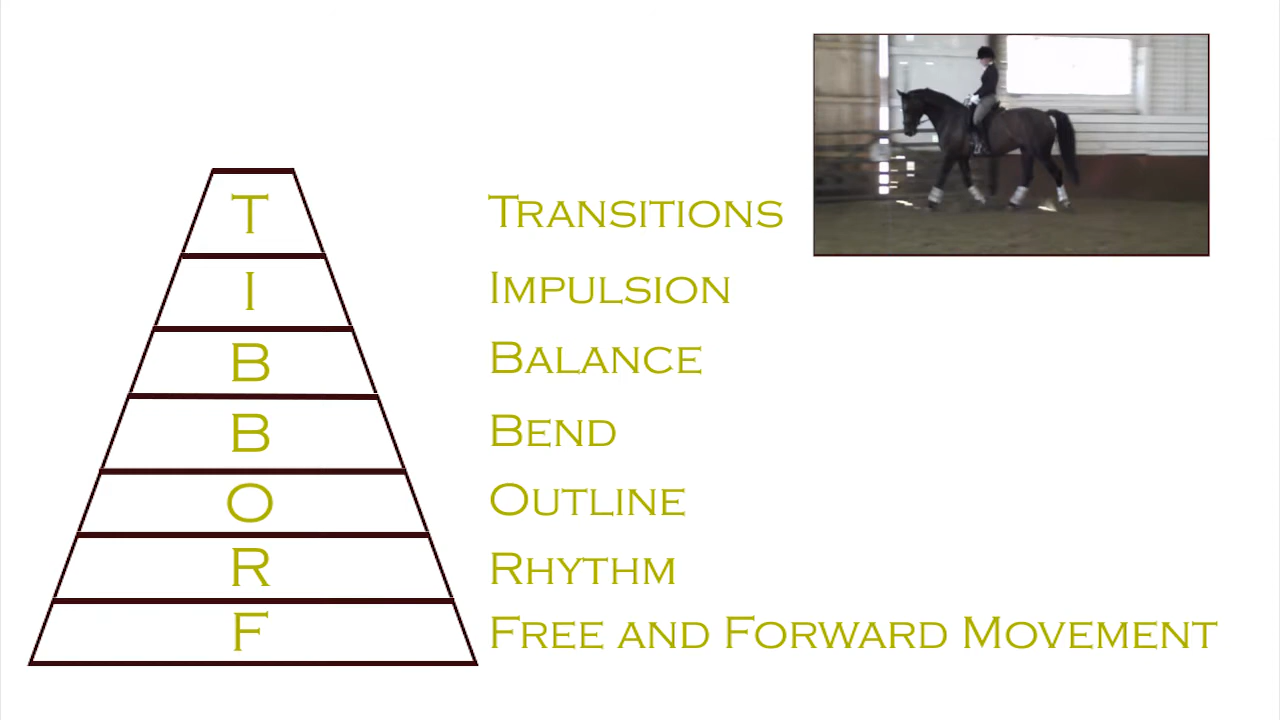 T Transitions
I Impulsion
B Balance
B Bend
O Outline
R Rhythm
F Free and Forward Movement